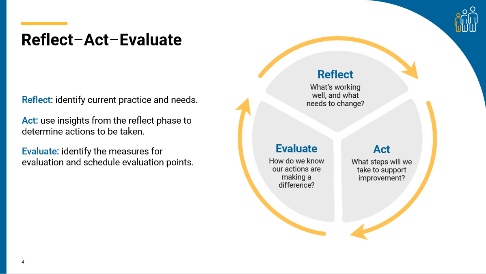 Reflect–Act–Evaluate
Reflect: identify current practice and needs.
Act: use insights from the reflect phase to
determine actions to be taken.
Evaluate: identify the measures for
evaluation and schedule evaluation points.
Reflect
What's working
well, and what
needs to change?
Evaluate
How do we know
our actions are
making a
difference?
Act
What steps will we
take to support
improvement?
4